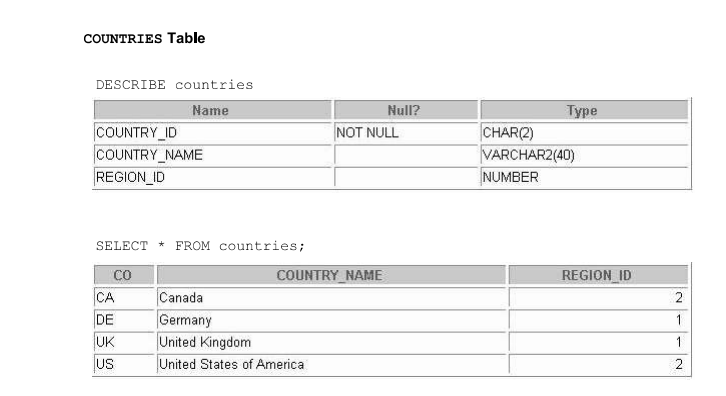 COUNTRIES Table
DESCRIBE countries
Name Null? Type
COUNTRY_ID NOT NULL CHAR(2)
COUNTRY_NAME VARCHAR2(40)
REGION_ID NUMBER
SELECT * FROM countries;
CO COUNTRY_NAME REGION_ID
CA Canada 2
DE Germany 1
UK United Kingdom 1
US United States of America 2